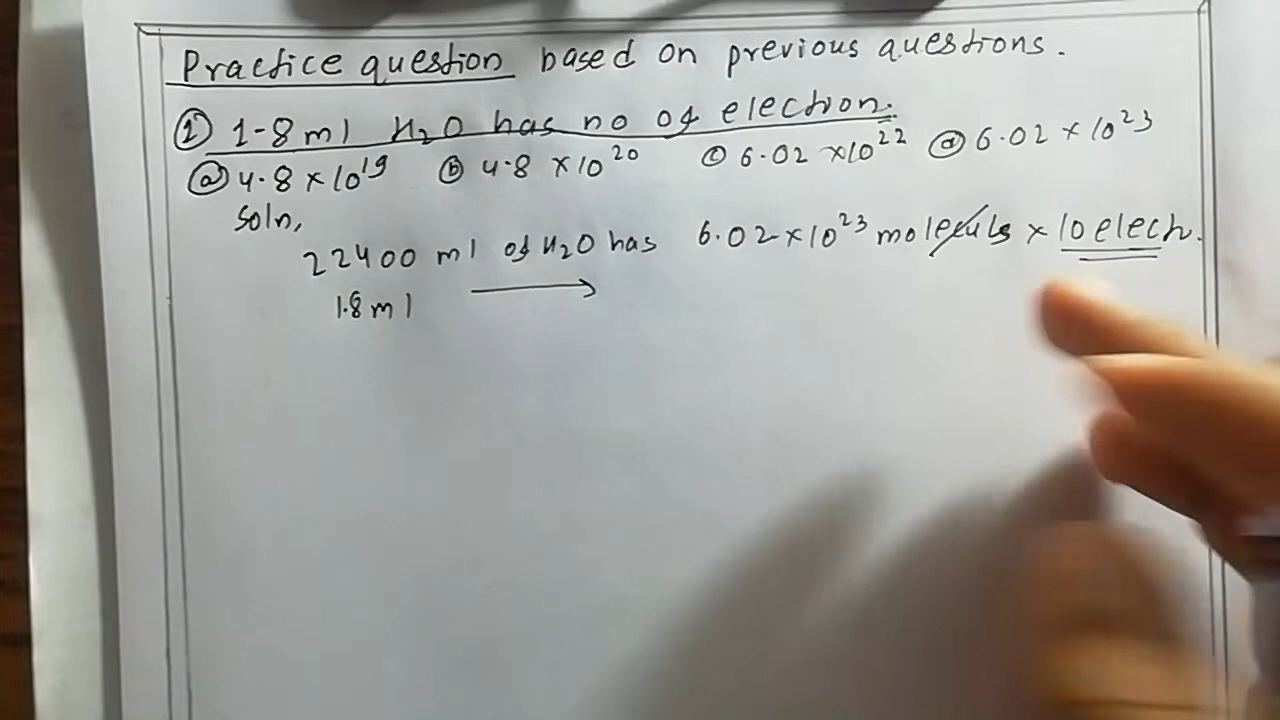 Practice question based on previous questions.
① 1-8 ml H₂O has no of election.
ⓐ 4.8 × 10¹⁹ ⓑ 4.8 × 10²⁰ ⓒ 6.02 × 10²² ⓓ 6.02 × 10²³
Soln,
22400 ml of H₂O has 6.02 × 10²³ molecules × 10 elech.
1.8 ml →